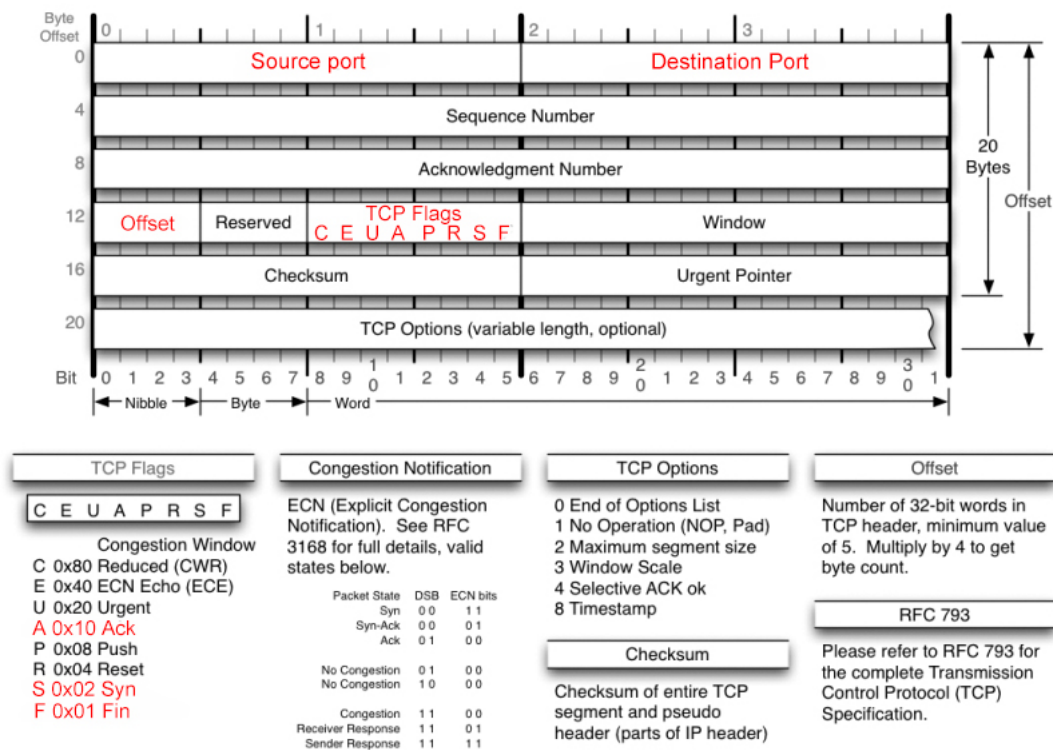 Byte
Offset
0 1 2 3
0 Source port Destination Port
4 Sequence Number
8 Acknowledgment Number
20
Bytes
Offset
12 Offset Reserved TCP Flags Window
C E U A P R S F
16 Checksum Urgent Pointer
20 TCP Options (variable length, optional)
Bit 0 1 2 3 4 5 6 7 8 9 10 1 2 3 4 5 6 7 8 9 20 1 2 3 4 5 6 7 8 9 30 1
Nibble Byte Word
TCP Flags
C E U A P R S F
Congestion Window
C 0x80 Reduced (CWR)
E 0x40 ECN Echo (ECE)
U 0x20 Urgent
A 0x10 Ack
P 0x08 Push
R 0x04 Reset
S 0x02 Syn
F 0x01 Fin
Congestion Notification
ECN (Explicit Congestion
Notification). See RFC
3168 for full details, valid
states below.
Packet State DSB ECN bits
Syn 0 0 1 1
Syn-Ack 0 0 0 1
Ack 0 1 0 0
No Congestion 0 1 0 0
No Congestion 1 0 0 0
Congestion 1 1 0 0
Receiver Response 1 1 0 1
Sender Response 1 1 1 1
TCP Options
0 End of Options List
1 No Operation (NOP, Pad)
2 Maximum segment size
3 Window Scale
4 Selective ACK ok
8 Timestamp
Checksum
Checksum of entire TCP
segment and pseudo
header (parts of IP header)
Offset
Number of 32-bit words in
TCP header, minimum value
of 5. Multiply by 4 to get
byte count.
RFC 793
Please refer to RFC 793 for
the complete Transmission
Control Protocol (TCP)
Specification.